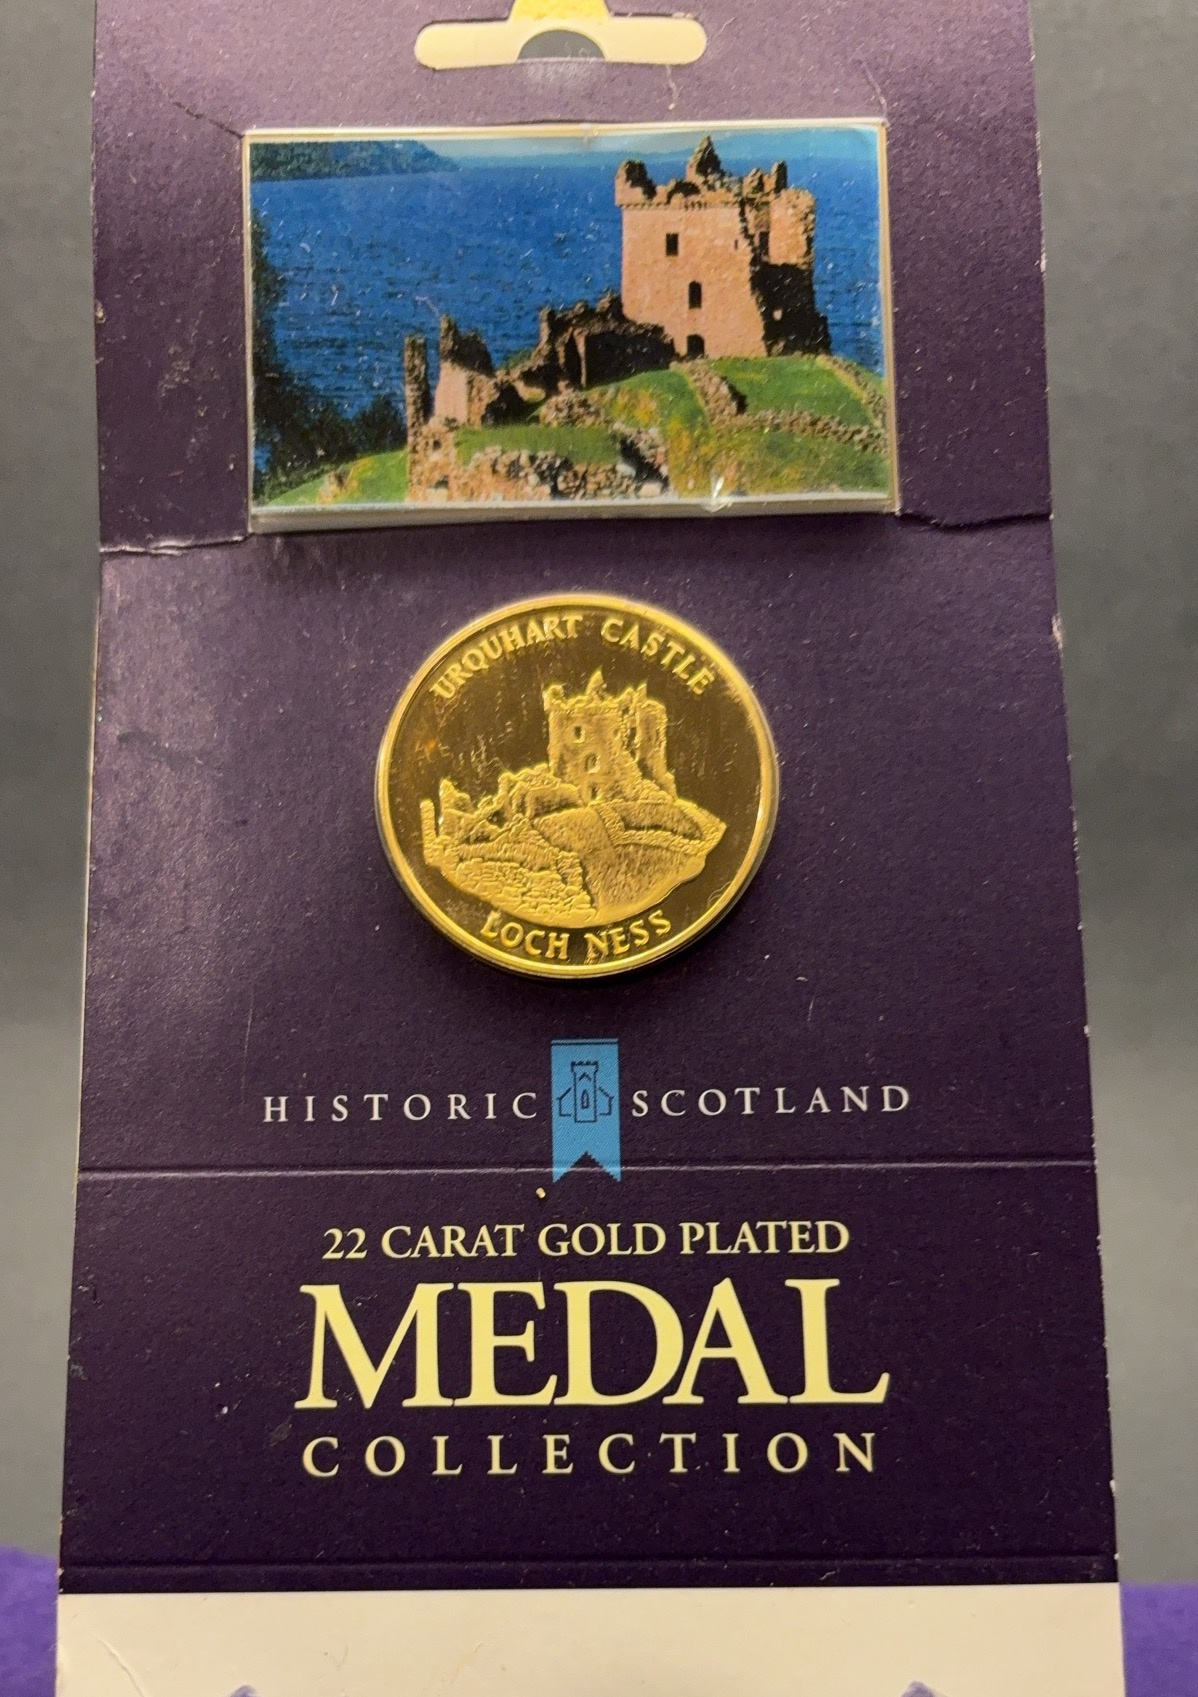 URQUHART CASTLE
LOCH NESS
HISTORIC SCOTLAND
22 CARAT GOLD PLATED
MEDAL
COLLECTION